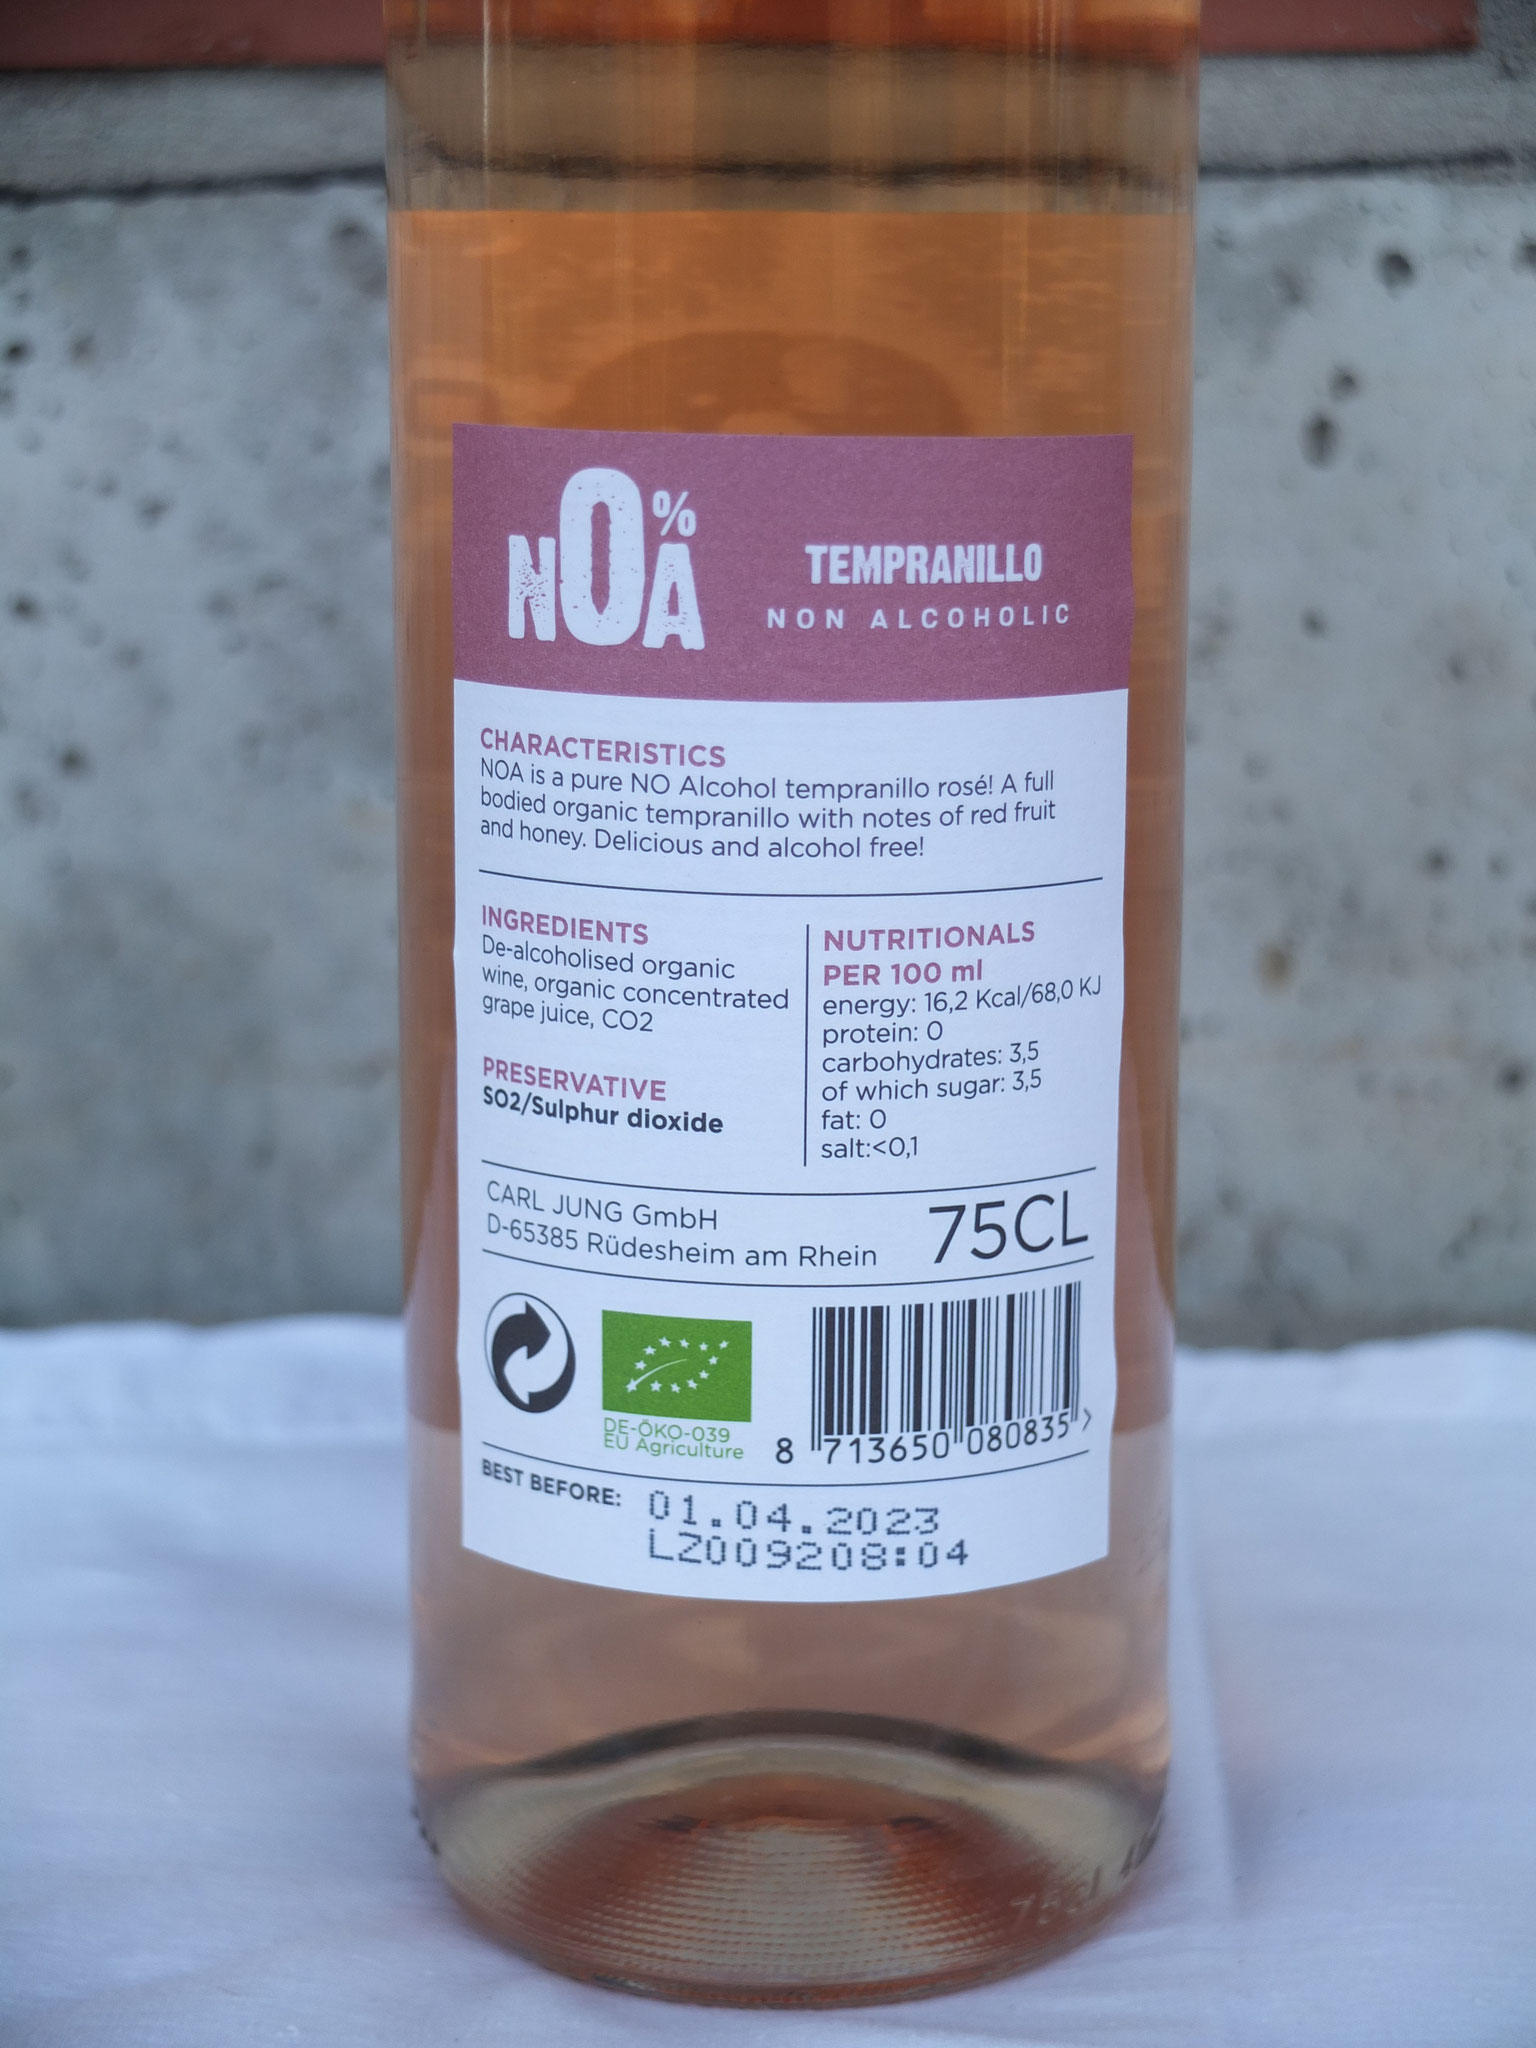 NOA 0%
TEMPRANILLO
NON ALCOHOLIC
CHARACTERISTICS
NOA is a pure NO Alcohol tempranillo rosé! A full
bodied organic tempranillo with notes of red fruit
and honey. Delicious and alcohol free!
INGREDIENTS
De-alcoholised organic
wine, organic concentrated
grape juice, CO2
PRESERVATIVE
SO2/Sulphur dioxide
NUTRITIONALS
PER 100 ml
energy: 16,2 Kcal/68,0 KJ
protein: 0
carbohydrates: 3,5
of which sugar: 3,5
fat: 0
salt:<0,1
CARL JUNG GmbH
D-65385 Rüdesheim am Rhein
75CL
DE-ÖKO-039
EU Agriculture
8 713650 080835 >
BEST BEFORE:
01.04.2023
LZ009208:04
75cl